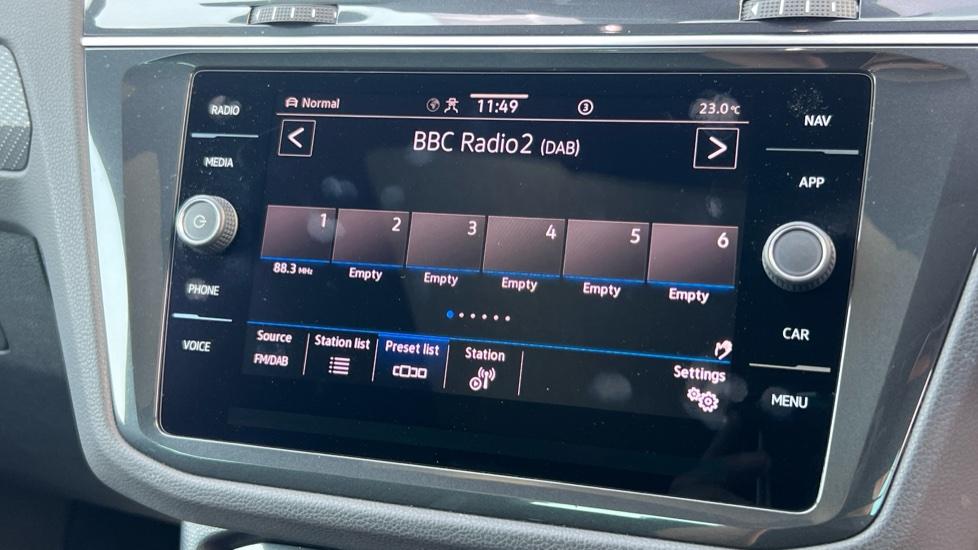 RADIO
MEDIA
PHONE
VOICE
Normal
11:49
3
23.0 °C
BBC Radio2 (DAB)
1 2 3 4 5 6
88.3 MHz Empty Empty Empty Empty Empty
Source Station list Preset list Station Settings
FM/DAB
NAV
APP
CAR
MENU